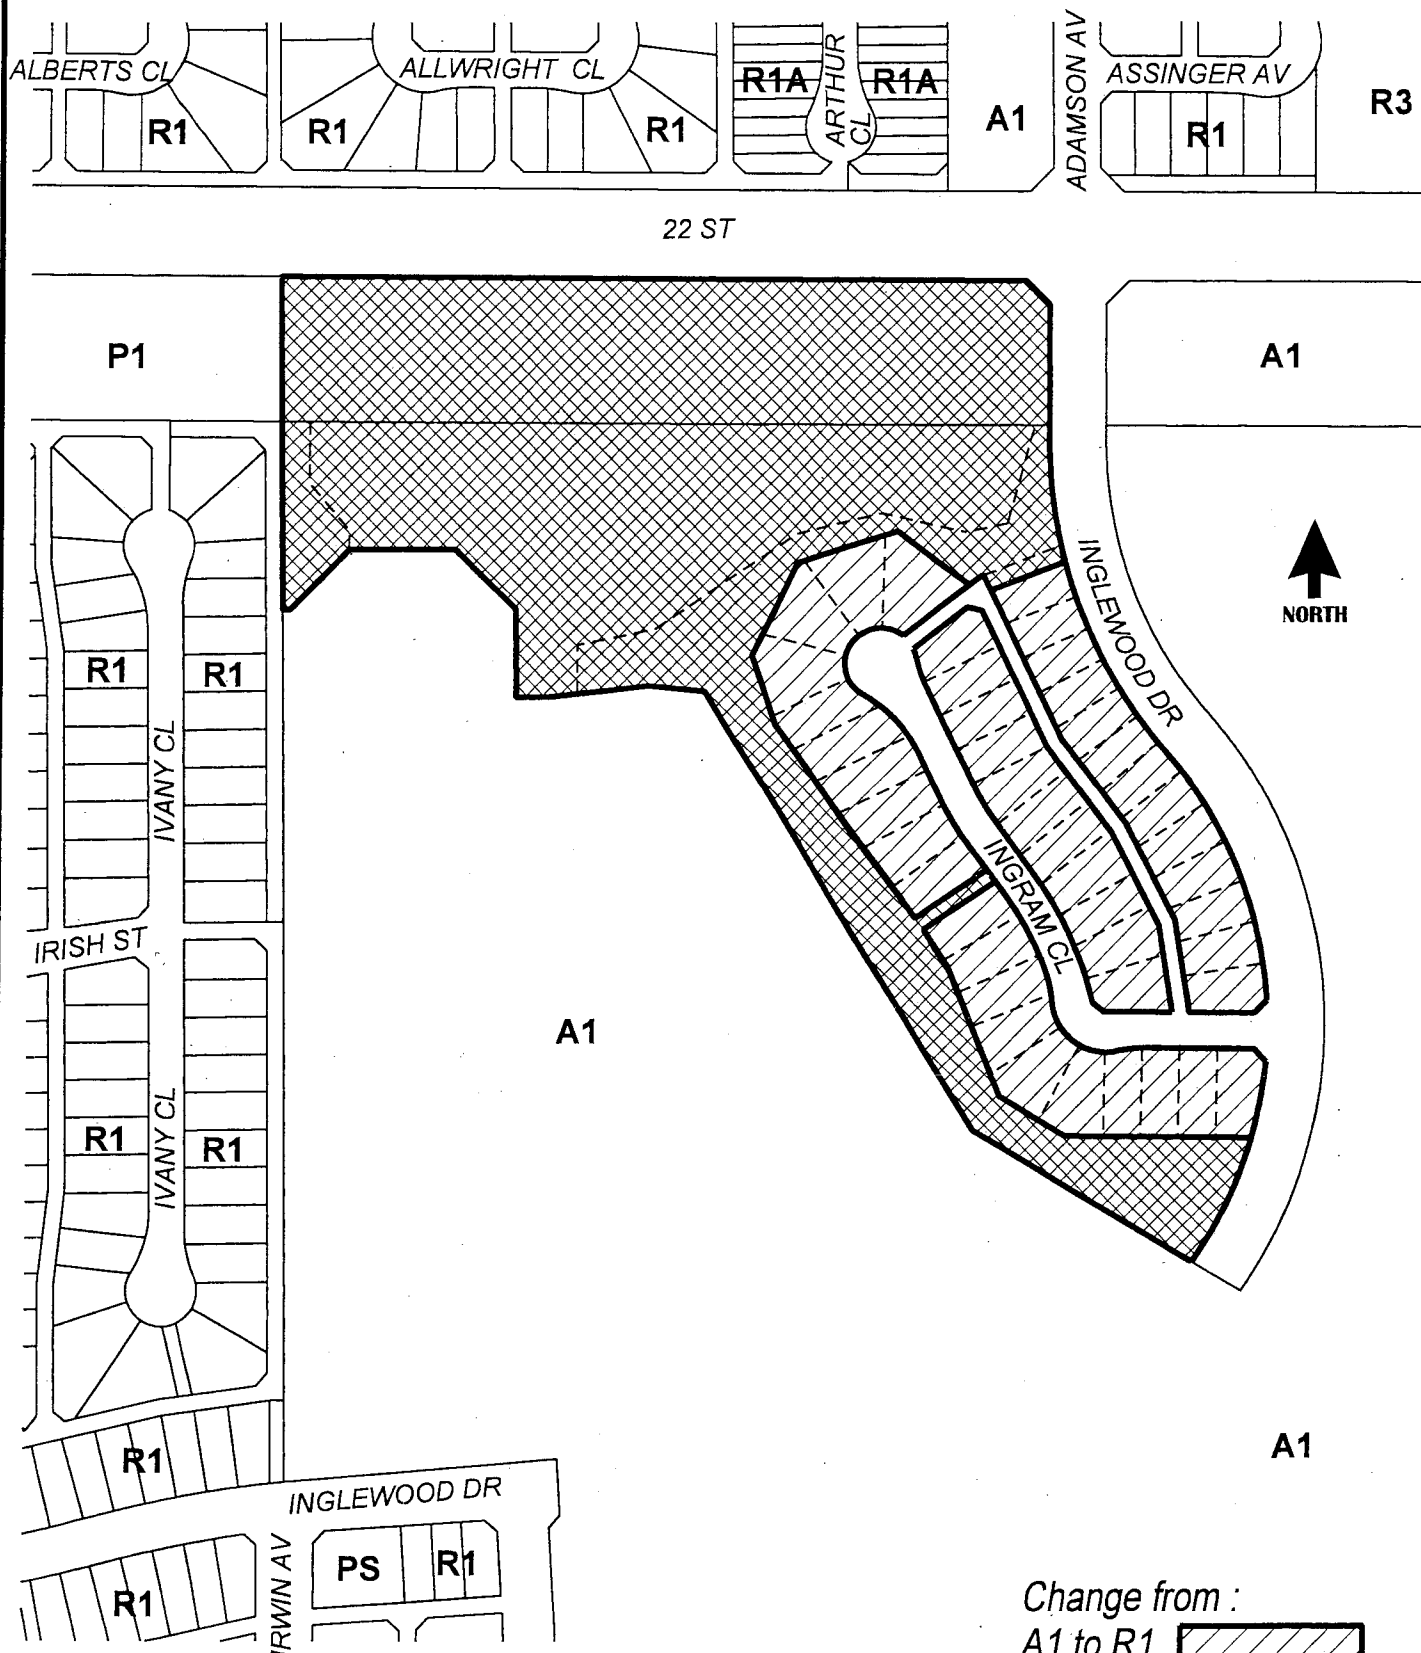 ALBERTS CL
ALLWRIGHT CL
ARTHUR CL
ADAMSON AV
ASSINGER AV
R1A
R1A
R3
R1
R1
R1
A1
R1
22 ST
P1
A1
INGLEWOOD DR
NORTH
R1
R1
IVANY CL
INGRAM CL
IRISH ST
A1
R1
R1
IVANY CL
R1
A1
INGLEWOOD DR
IRWIN AV
PS
R1
R1
Change from :
A1 to R1